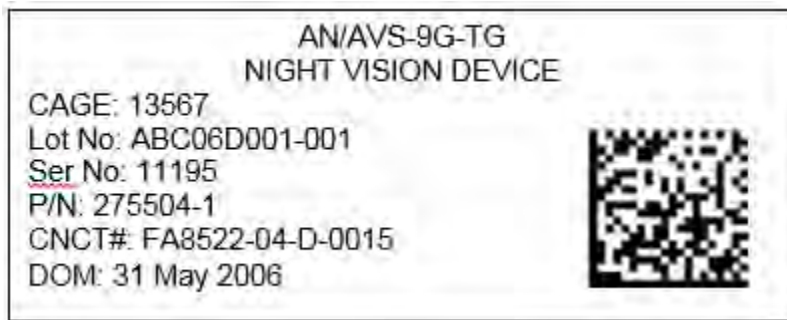 AN/AVS-9G-TG
NIGHT VISION DEVICE
CAGE: 13567
Lot No: ABC06D001-001
Ser No: 11195
P/N: 275504-1
CNCT#: FA8522-04-D-0015
DOM: 31 May 2006